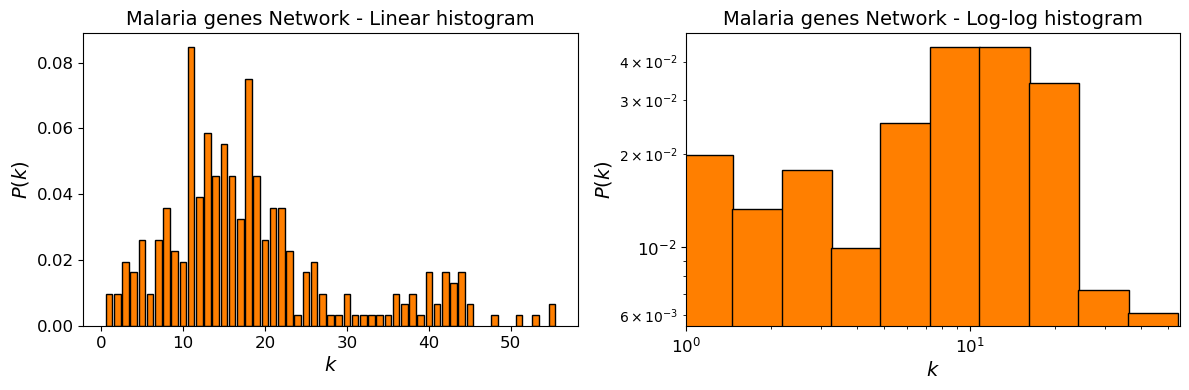 Malaria genes Network - Linear histogram
P(k)
0.08
0.06
0.04
0.02
0.00
0 10 20 30 40 50
k
Malaria genes Network - Log-log histogram
P(k)
4 × 10⁻²
3 × 10⁻²
2 × 10⁻²
10⁻²
6 × 10⁻³
10⁰ 10¹
k